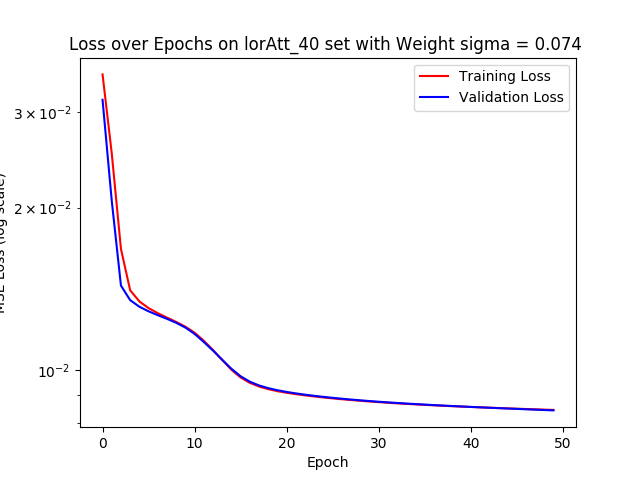 Loss over Epochs on lorAtt_40 set with Weight sigma = 0.074
Training Loss
Validation Loss
3 × 10⁻²
2 × 10⁻²
10⁻²
MSE Loss (log scale)
0 10 20 30 40 50
Epoch